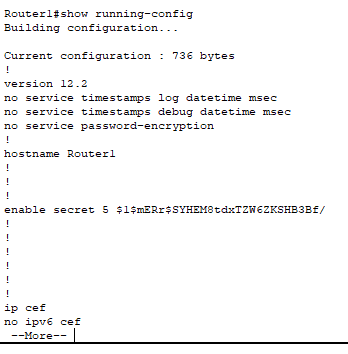 Router1#show running-config
Building configuration...
Current configuration : 736 bytes
!
version 12.2
no service timestamps log datetime msec
no service timestamps debug datetime msec
no service password-encryption
!
hostname Router1
!
!
!
enable secret 5 $1$mERr$SYHEM8tdxTZW6ZKSHB3Bf/
!
!
!
!
!
!
ip cef
no ipv6 cef
--More--